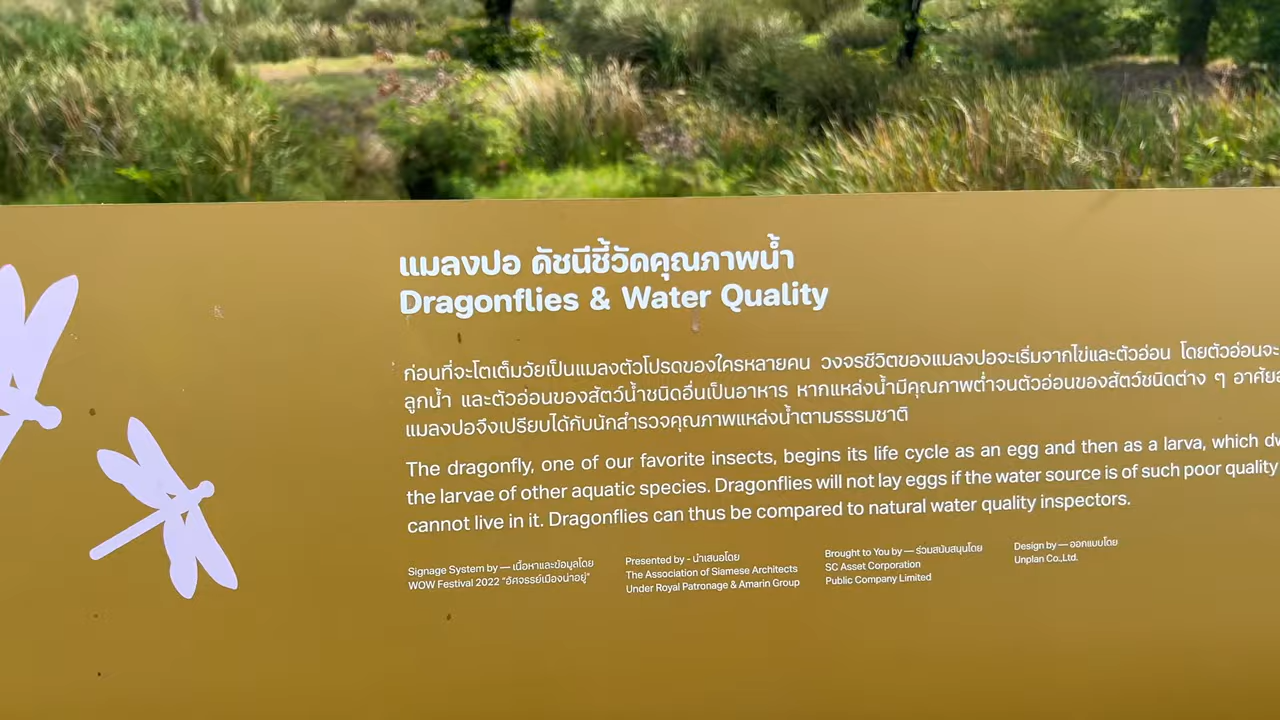 แมลงปอ ดัชนีชี้วัดคุณภาพน้ำ
Dragonflies & Water Quality
ก่อนที่จะโตเต็มวัยเป็นแมลงตัวโปรดของใครหลายคน วงจรชีวิตของแมลงปอจะเริ่มจากไข่และตัวอ่อน โดยตัวอ่อนจะ
ลูกน้ำ และตัวอ่อนของสัตว์น้ำชนิดอื่นเป็นอาหาร หากแหล่งน้ำมีคุณภาพต่ำจนตัวอ่อนของสัตว์ชนิดต่าง ๆ
แมลงปอจึงเปรียบได้กับนักสำรวจคุณภาพแหล่งน้ำตามธรรมชาติ
The dragonfly, one of our favorite insects, begins its life cycle as an egg and then as a larva, which
the larvae of other aquatic species. Dragonflies will not lay eggs if the water source is of such poor quality
cannot live in it. Dragonflies can thus be compared to natural water quality inspectors.
Signage System by — เนื้อหาและข้อมูลโดย
WOW Festival 2022 "อัศจรรย์เมืองน่าอยู่"
Presented by - นำเสนอโดย
The Association of Siamese Architects
Under Royal Patronage & Amarin Group
Brought to You by — ร่วมสนับสนุนโดย
SC Asset Corporation
Public Company Limited
Design by — ออกแบบโดย
Unplan Co.,Ltd.